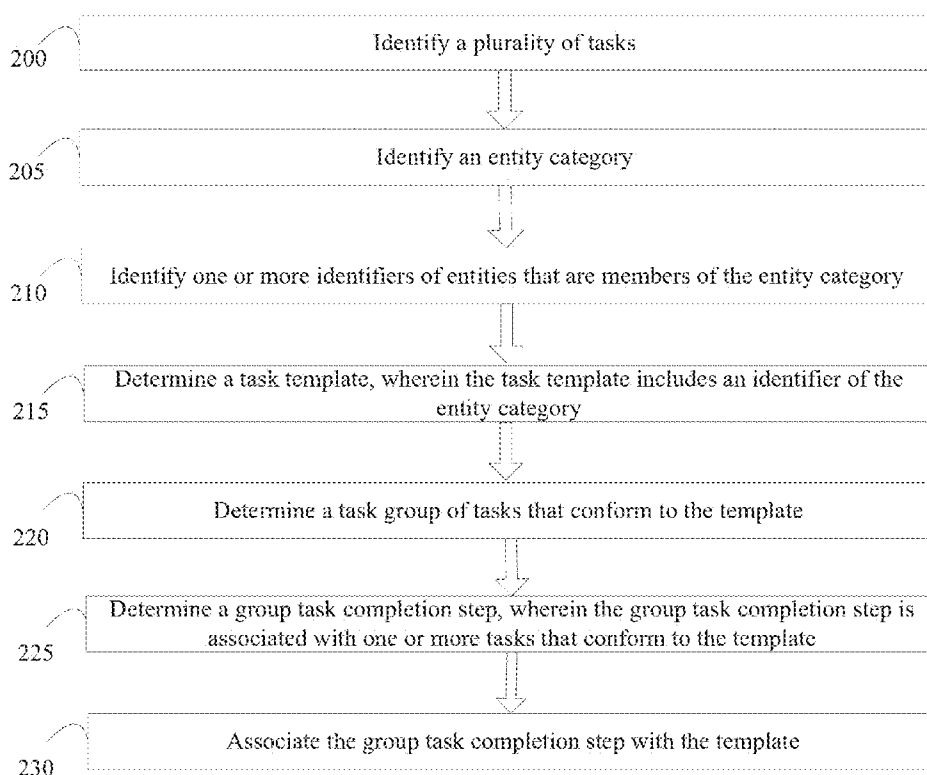 Identify a plurality of tasks
200
Identify an entity category
205
Identify one or more identifiers of entities that are members of the entity category
210
Determine a task template, wherein the task template includes an identifier of the
entity category
215
Determine a task group of tasks that conform to the template
220
Determine a group task completion step, wherein the group task completion step is
associated with one or more tasks that conform to the template
225
Associate the group task completion step with the template
230